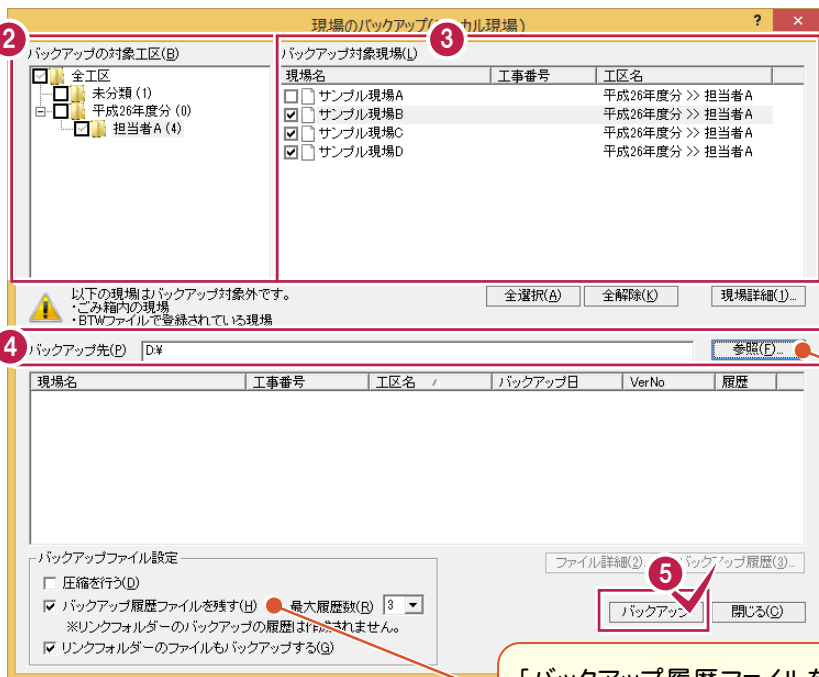 現場のバックアップ(カル現場)
?
×
2
バックアップの対象工区(B)
全工区
未分類 (1)
平成26年度分 (0)
担当者A (4)
3
バックアップ対象現場(L)
現場名 工事番号 工区名
サンプル現場A 平成26年度分 >> 担当者A
サンプル現場B 平成26年度分 >> 担当者A
サンプル現場C 平成26年度分 >> 担当者A
サンプル現場D 平成26年度分 >> 担当者A
以下の現場はバックアップ対象外です。
・ごみ箱内の現場
・BTWファイルで登録されている現場
全選択(A) 全解除(K) 現場詳細(1)...
4
バックアップ先(P) D:¥ 参照(F)...
現場名 工事番号 工区名 バックアップ日 VerNo 履歴
バックアップファイル設定
圧縮を行う(D)
バックアップ履歴ファイルを残す(H) 最大履歴数(R) 3
※リンクフォルダーのバックアップの履歴は作成されません。
リンクフォルダーのファイルもバックアップする(G)
ファイル詳細(2) バックアップ履歴(3)...
5
バックアップ 閉じる(C)
「バックアップ履歴ファイルを